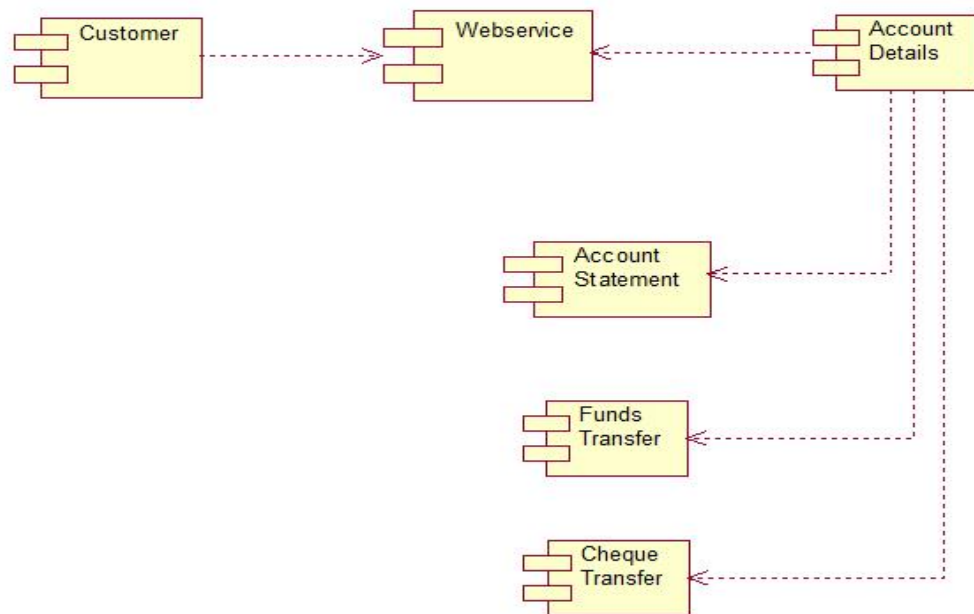 Customer
Webservice
Account
Details
Account
Statement
Funds
Transfer
Cheque
Transfer